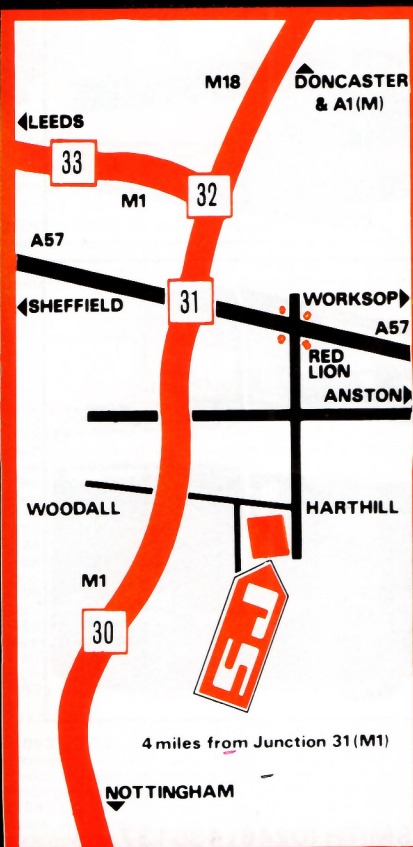 M18
DONCASTER
& A1(M)
LEEDS
33
M1
32
A57
31
SHEFFIELD
WORKSOP
A57
RED
LION
ANSTON
WOODALL
HARTHILL
M1
30
SJ
4 miles from Junction 31(M1)
NOTTINGHAM